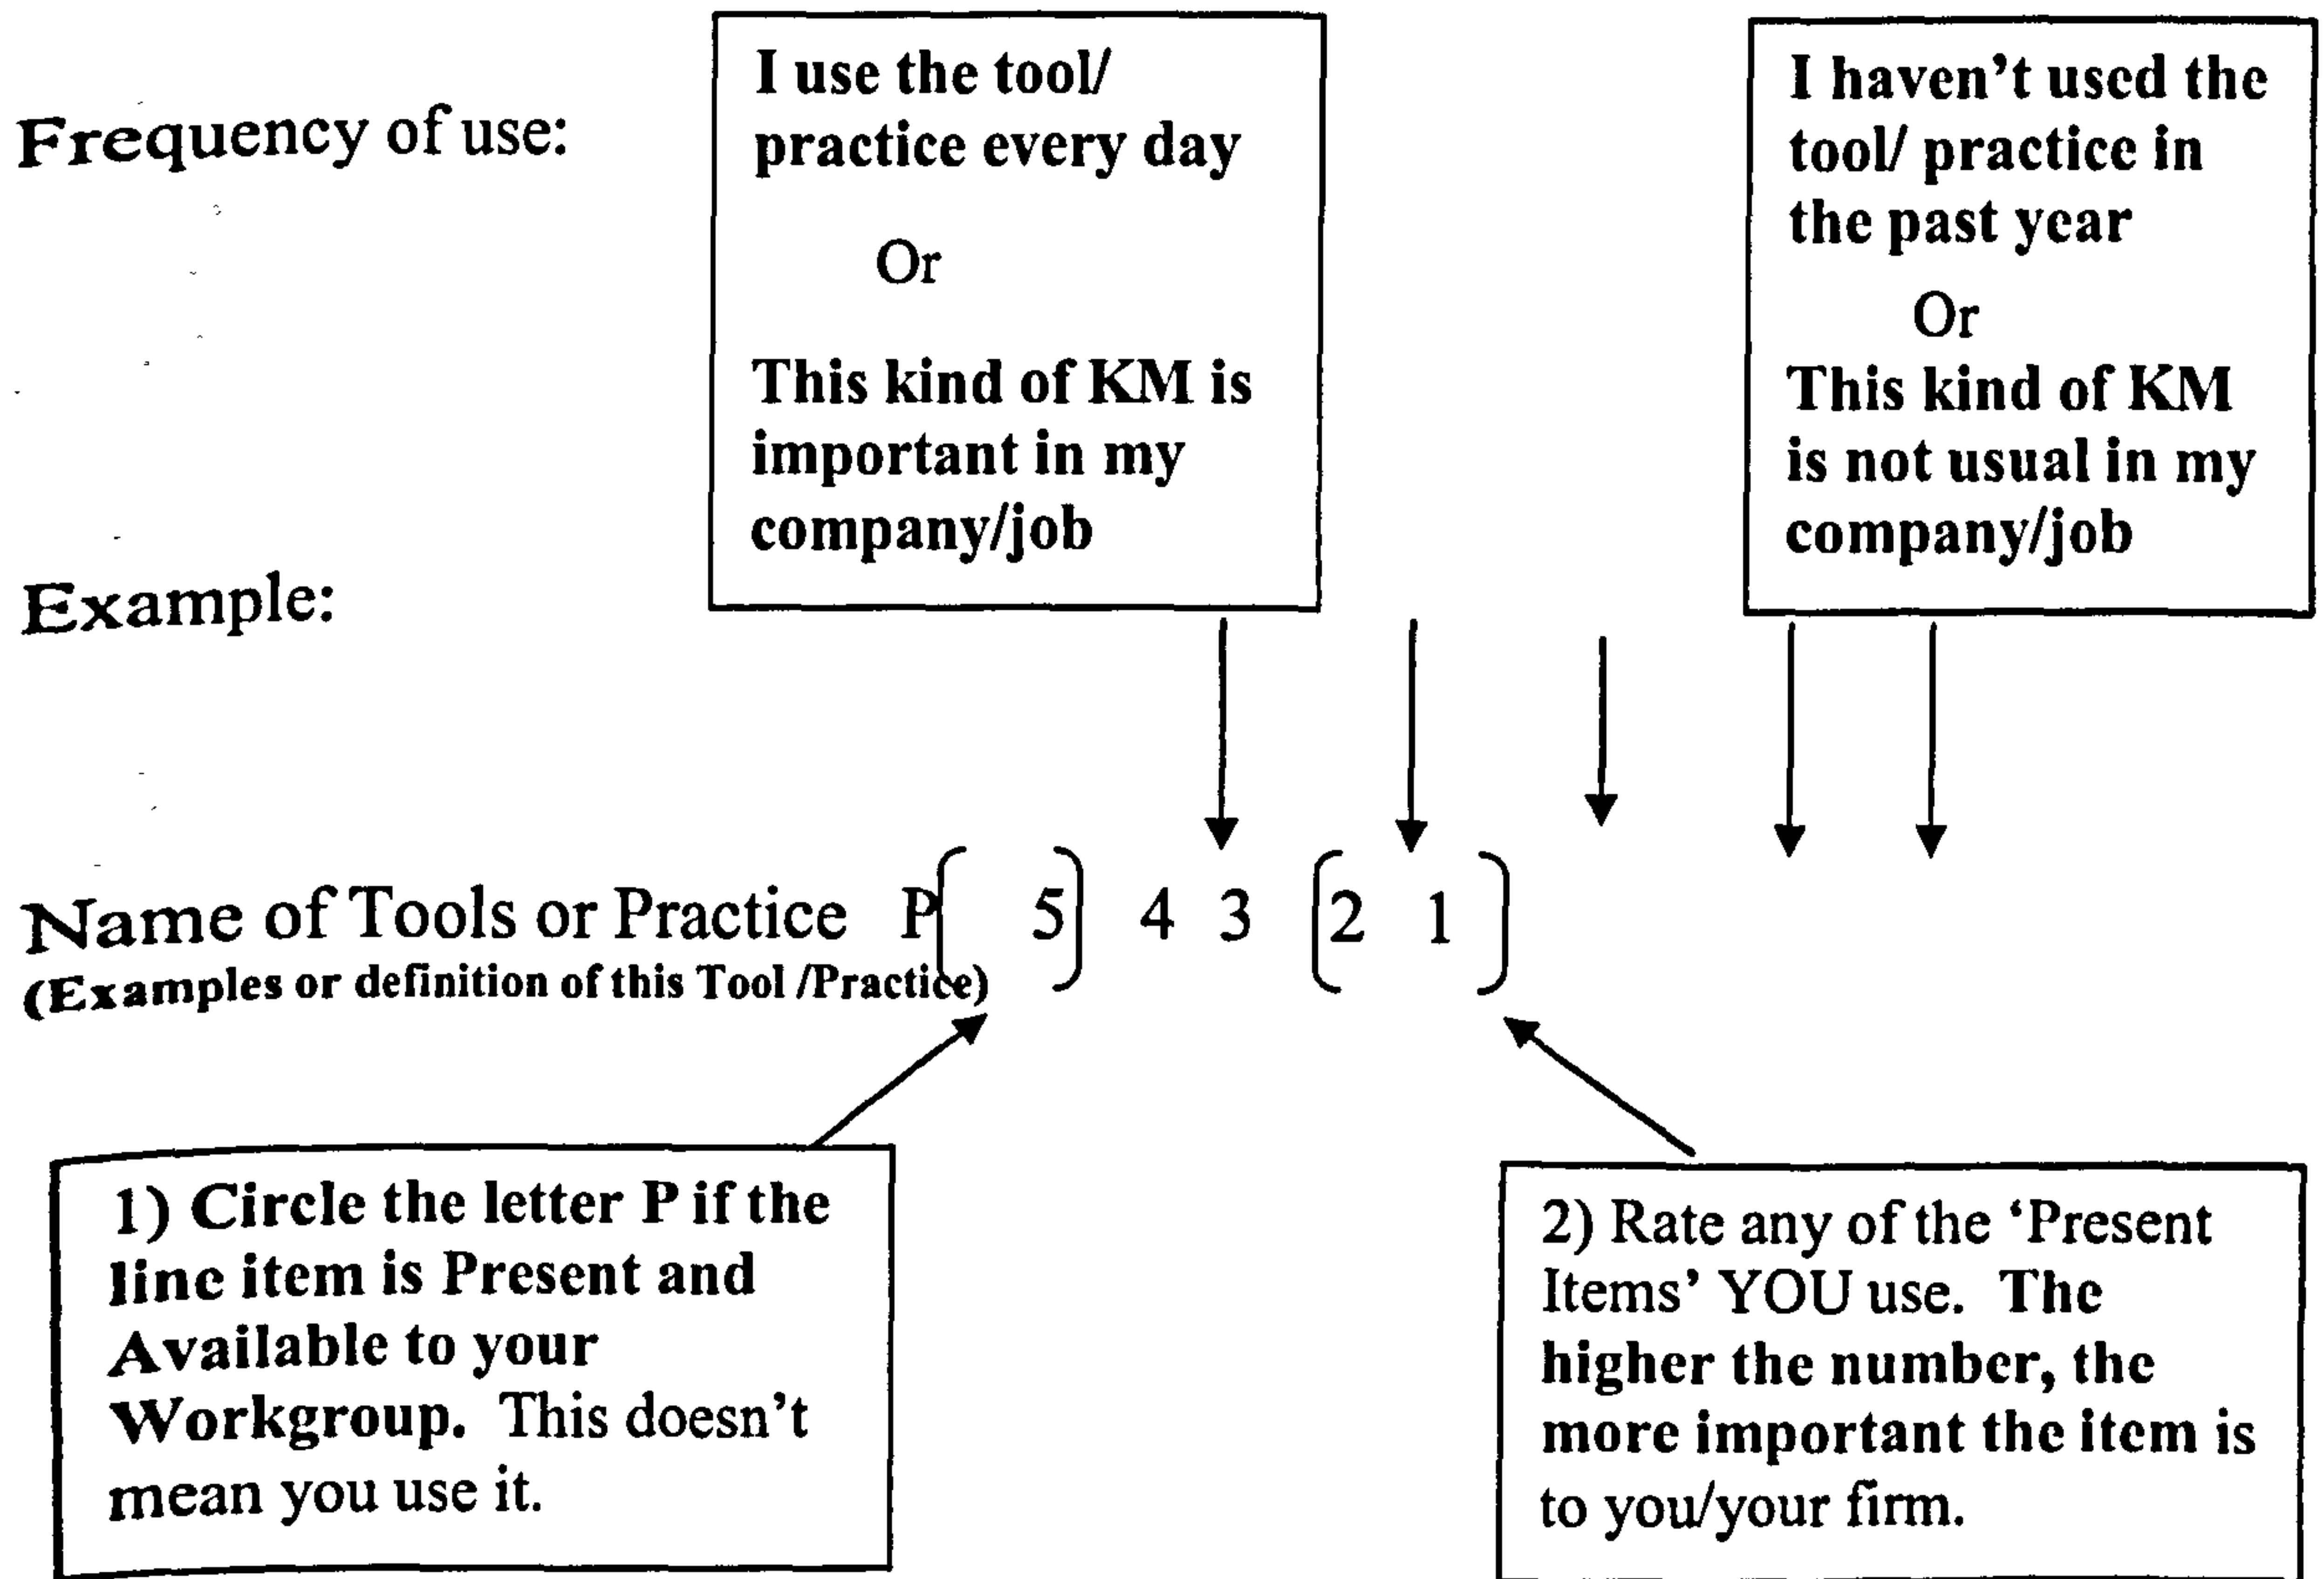 Frequency of use:
I use the tool/
practice every day
Or
This kind of KM is
important in my
company/job
I haven't used the
tool/ practice in
the past year
Or
This kind of KM
is not usual in my
company/job
Example:
Name of Tools or Practice P 5 4 3 2 1
(Examples or definition of this Tool /Practice)
1) Circle the letter P if the
line item is Present and
Available to your
Workgroup. This doesn't
mean you use it.
2) Rate any of the 'Present
Items' YOU use. The
higher the number, the
more important the item is
to you/your firm.